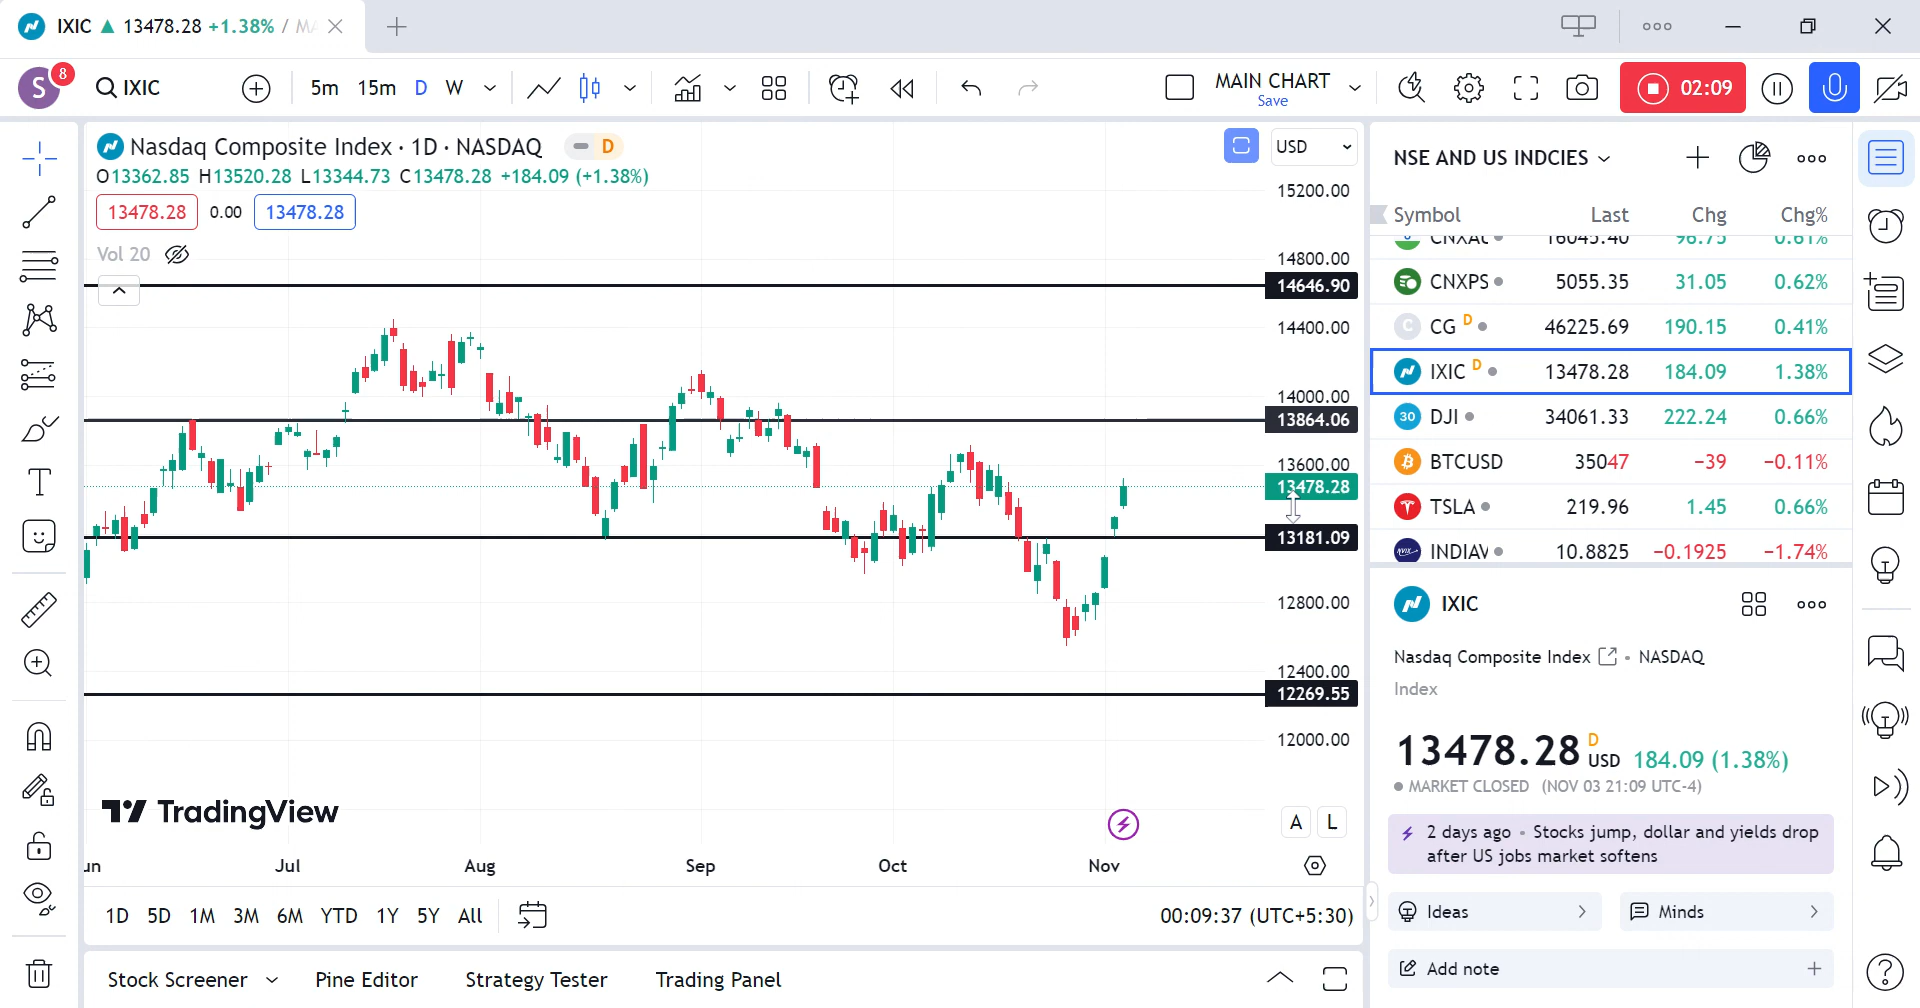 IXIC ▲ 13478.28 +1.38% / MA
S 8 IXIC 5m 15m D W MAIN CHART Save 02:09
Nasdaq Composite Index · 1D · NASDAQ D
O13362.85 H13520.28 L13344.73 C13478.28 +184.09 (+1.38%)
13478.28 0.00 13478.28
Vol 20
USD
15200.00
14800.00
14646.90
14400.00
14000.00
13864.06
13600.00
13478.28
13181.09
12800.00
12400.00
12269.55
12000.00
TradingView
A L
un Jul Aug Sep Oct Nov
1D 5D 1M 3M 6M YTD 1Y 5Y All 00:09:37 (UTC+5:30)
Stock Screener Pine Editor Strategy Tester Trading Panel
NSE AND US INDCIES
Symbol Last Chg Chg%
CNXAU 16045.40 96.75 0.61%
CNXPS 5055.35 31.05 0.62%
C CG D 46225.69 190.15 0.41%
IXIC D 13478.28 184.09 1.38%
30 DJI 34061.33 222.24 0.66%
BTCUSD 35047 −39 −0.11%
TSLA 219.96 1.45 0.66%
INDIAV 10.8825 −0.1925 −1.74%
IXIC
Nasdaq Composite Index • NASDAQ
Index
13478.28 D USD 184.09 (1.38%)
MARKET CLOSED (NOV 03 21:09 UTC-4)
2 days ago • Stocks jump, dollar and yields drop
after US jobs market softens
Ideas Minds
Add note